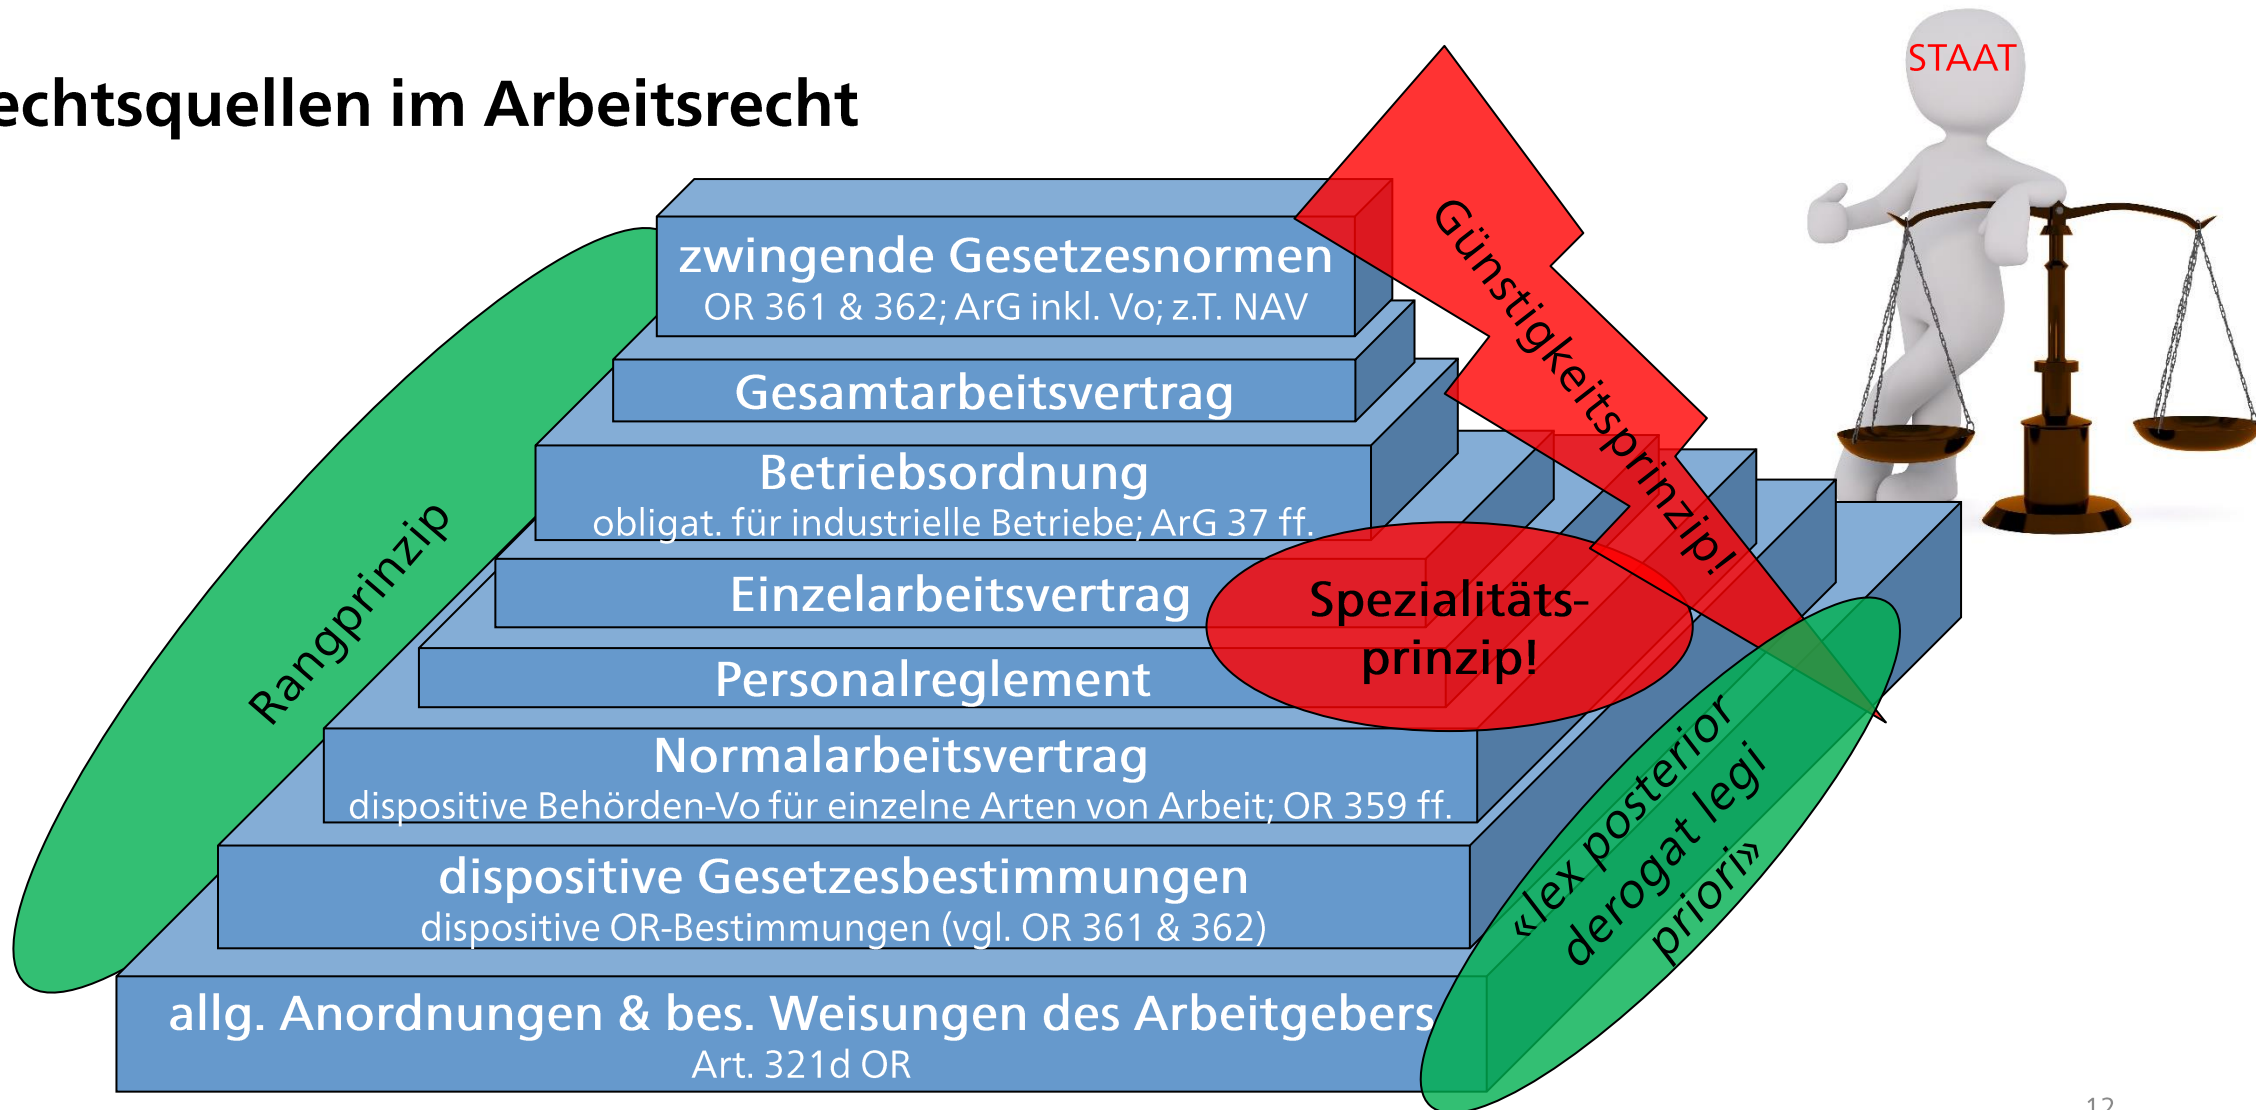 echtsquellen im Arbeitsrecht
STAAT
zwingende Gesetzesnormen
OR 361 & 362; ArG inkl. Vo; z.T. NAV
Gesamtarbeitsvertrag
Betriebsordnung
obligat. für industrielle Betriebe; ArG 37 ff.
Einzelarbeitsvertrag
Personalreglement
Normalarbeitsvertrag
dispositive Behörden-Vo für einzelne Arten von Arbeit; OR 359 ff.
dispositive Gesetzesbestimmungen
dispositive OR-Bestimmungen (vgl. OR 361 & 362)
allg. Anordnungen & bes. Weisungen des Arbeitgebers
Art. 321d OR
Rangprinzip
Günstigkeitsprinzip!
Spezialitäts-
prinzip!
«lex posterior
derogat legi
priori»
12